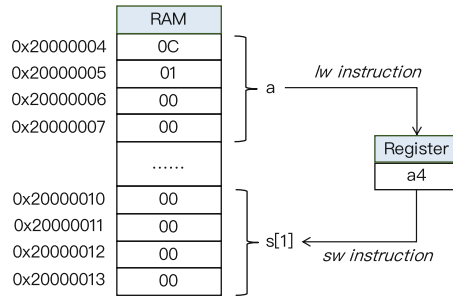 RAM
0x20000004 0C
0x20000005 01
0x20000006 00
0x20000007 00
a
lw instruction
Register
a4
......
0x20000010 00
0x20000011 00
0x20000012 00
0x20000013 00
s[1]
sw instruction